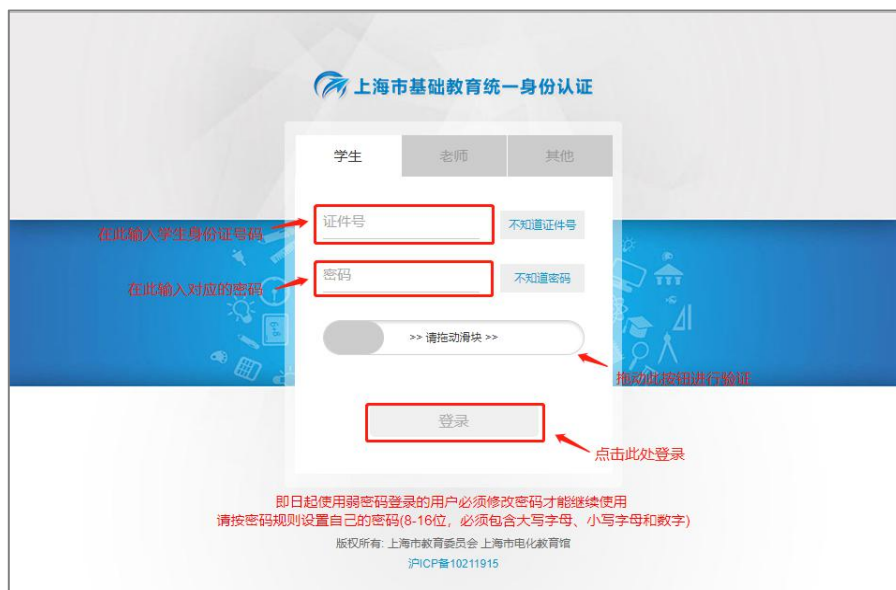 上海市基础教育统一身份认证
学生 老师 其他
在此输入学生身份证号码 证件号 不知道证件号
在此输入对应的密码 密码 不知道密码
>> 请拖动滑块 >>
拖动此按钮进行验证
登录
点击此处登录
即日起使用弱密码登录的用户必须修改密码才能继续使用
请按密码规则设置自己的密码(8-16位，必须包含大写字母、小写字母和数字)
版权所有: 上海市教育委员会 上海市电化教育馆
沪ICP备10211915